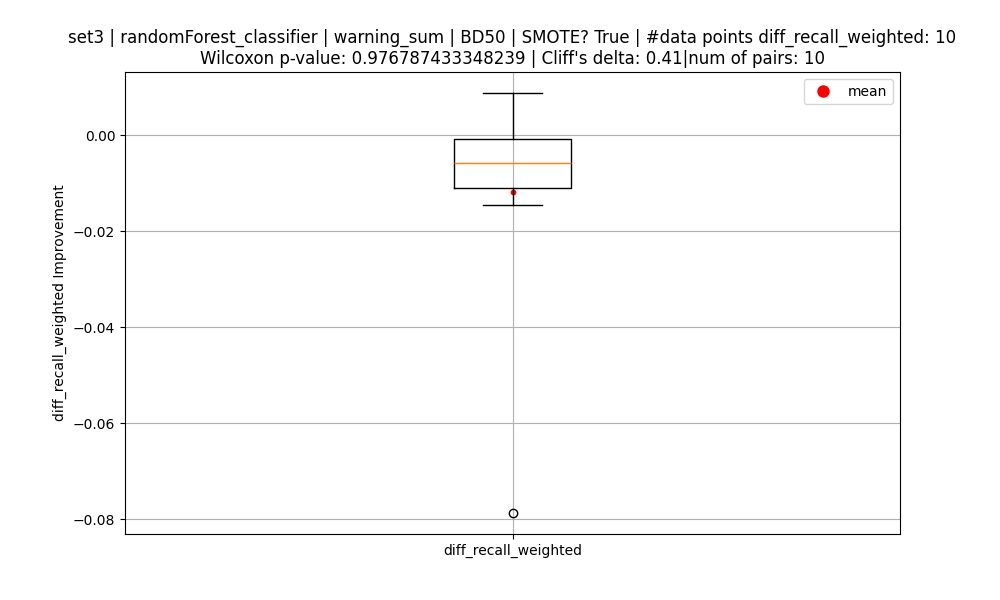 set3 | randomForest_classifier | warning_sum | BD50 | SMOTE? True | #data points diff_recall_weighted: 10
Wilcoxon p-value: 0.976787433348239 | Cliff's delta: 0.41|num of pairs: 10
mean
0.00
−0.02
−0.04
−0.06
−0.08
diff_recall_weighted Improvement
diff_recall_weighted